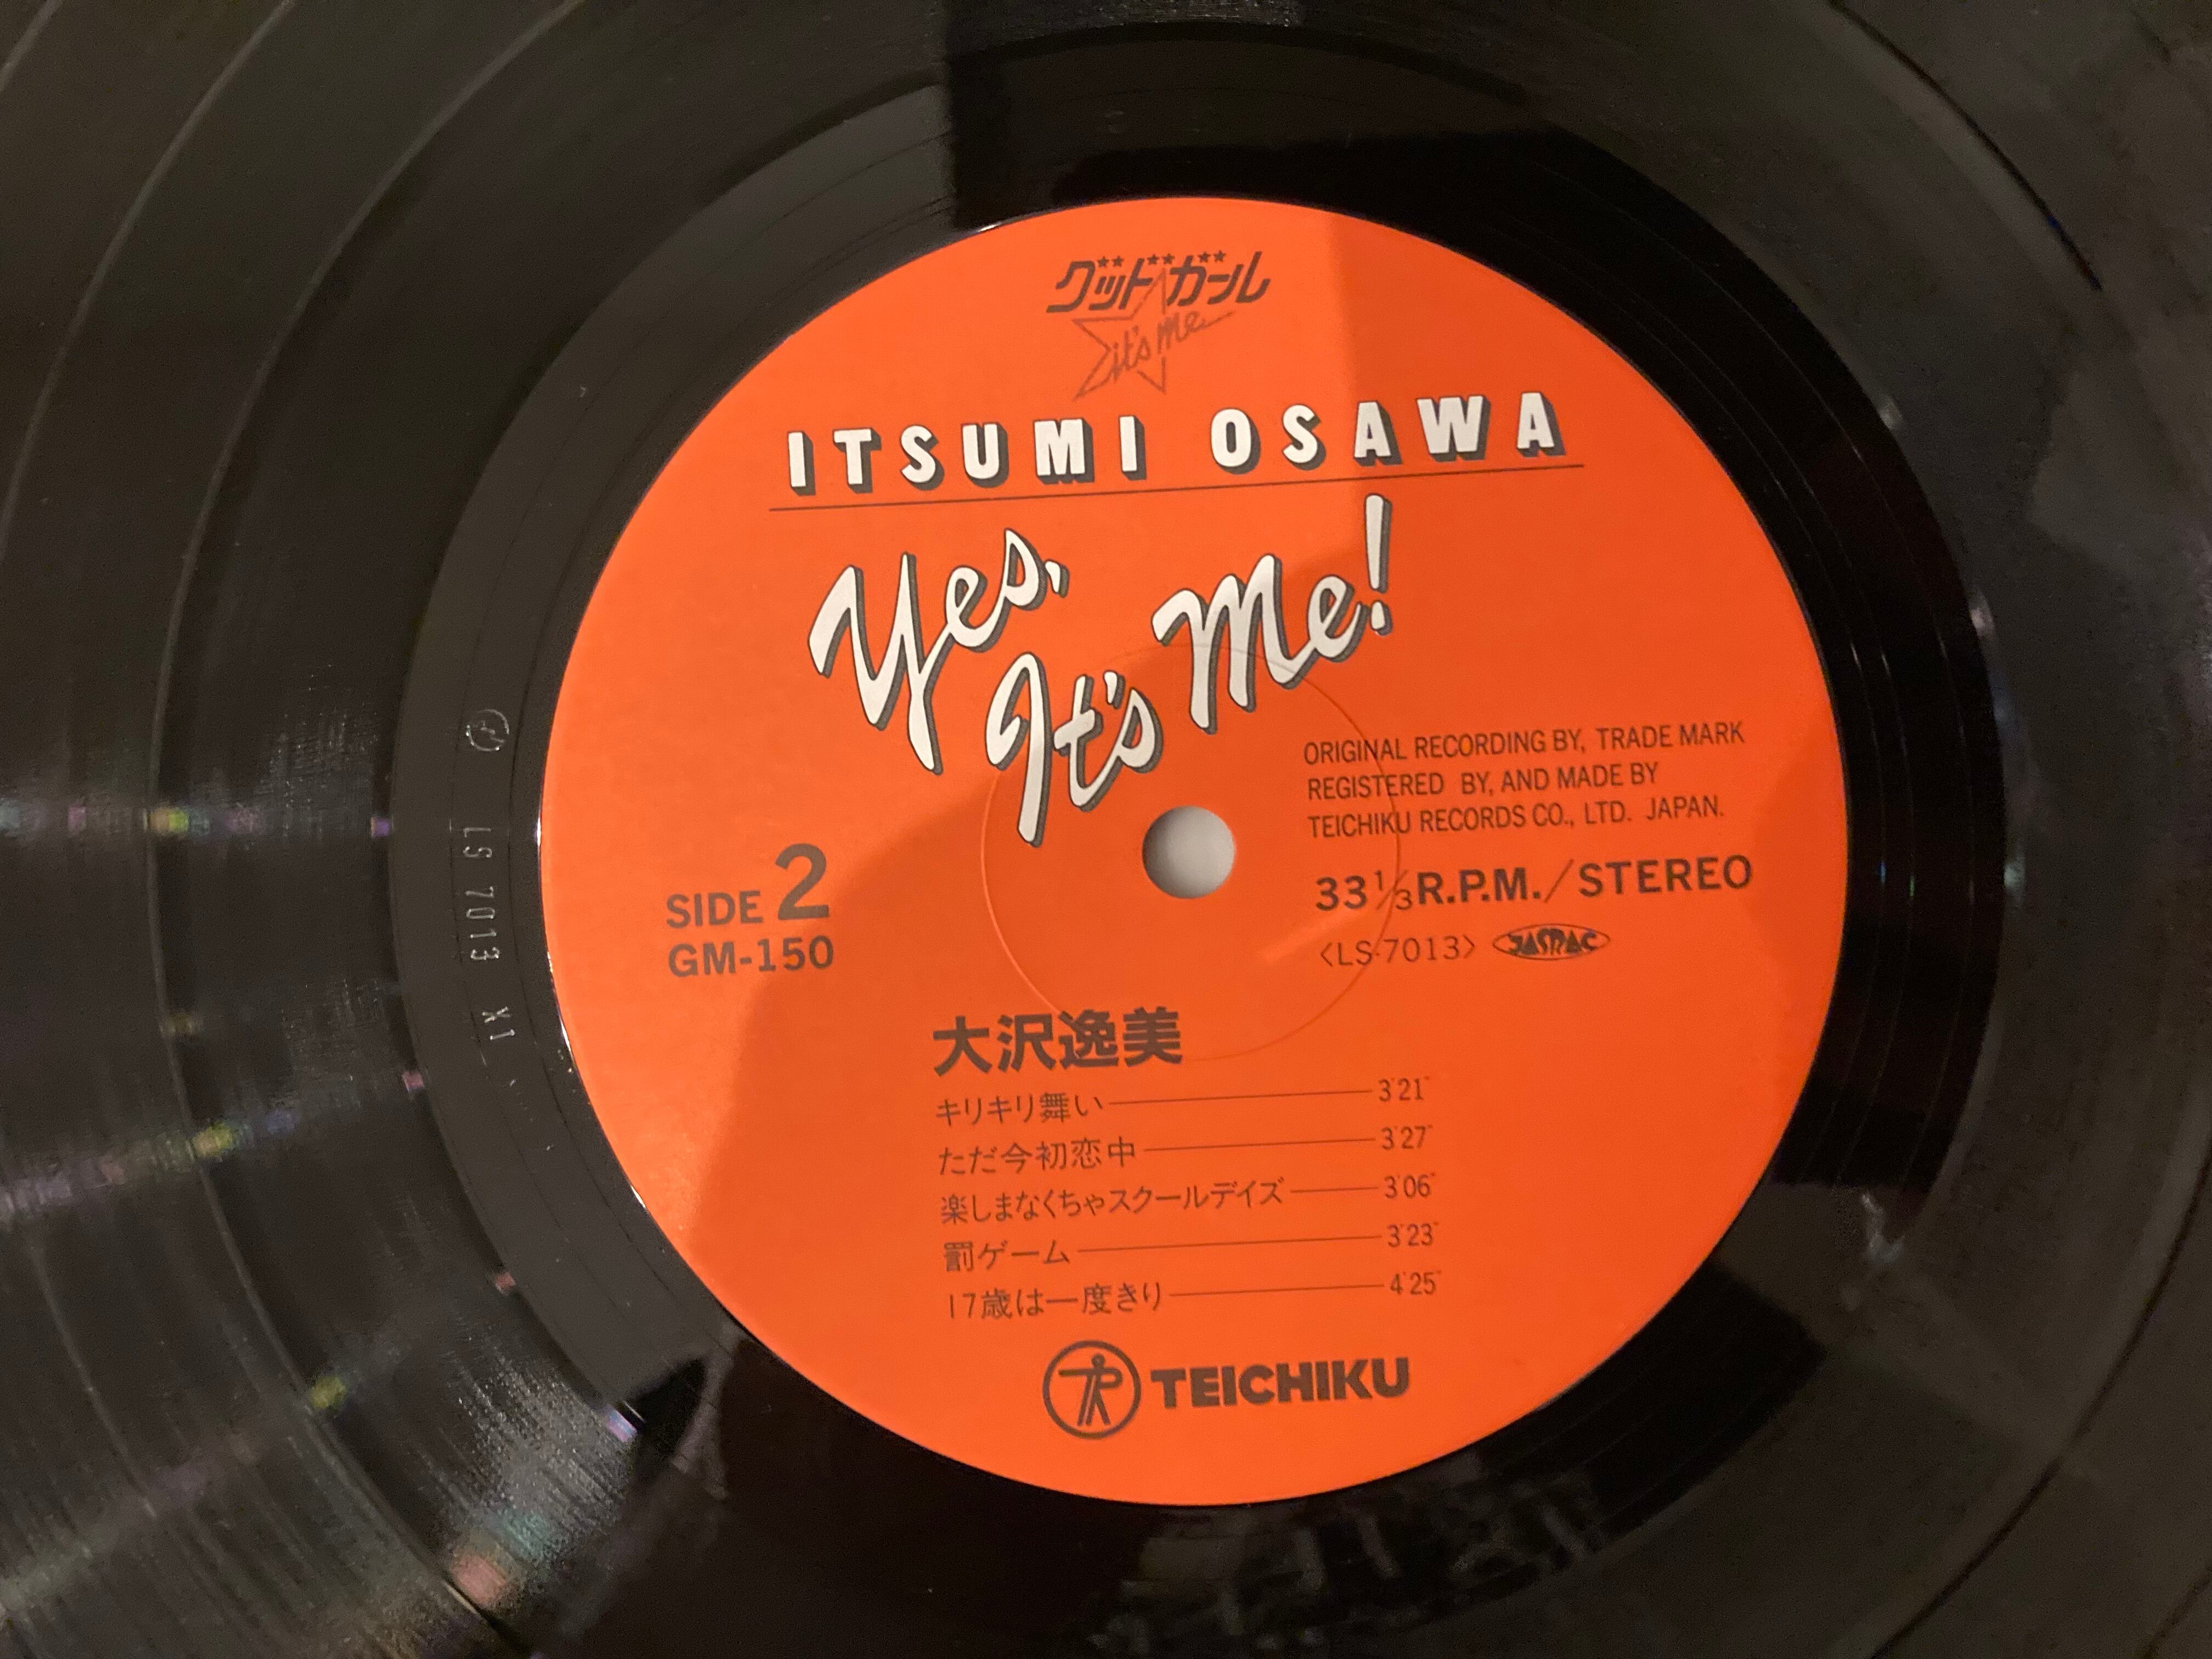 グッドガール
it's me
ITSUMI OSAWA
Yes,
It's Me!
ORIGINAL RECORDING BY, TRADE MARK
REGISTERED BY, AND MADE BY
TEICHIKU RECORDS CO., LTD. JAPAN.
SIDE 2
GM-150
33 1/3 R.P.M./STEREO
<LS-7013> JASRAC
大沢逸美
キリキリ舞い 3'21"
ただ今初恋中 3'27"
楽しまなくちゃスクールデイズ 3'06"
罰ゲーム 3'23"
17歳は一度きり 4'25"
TEICHIKU
LS 7013 X1